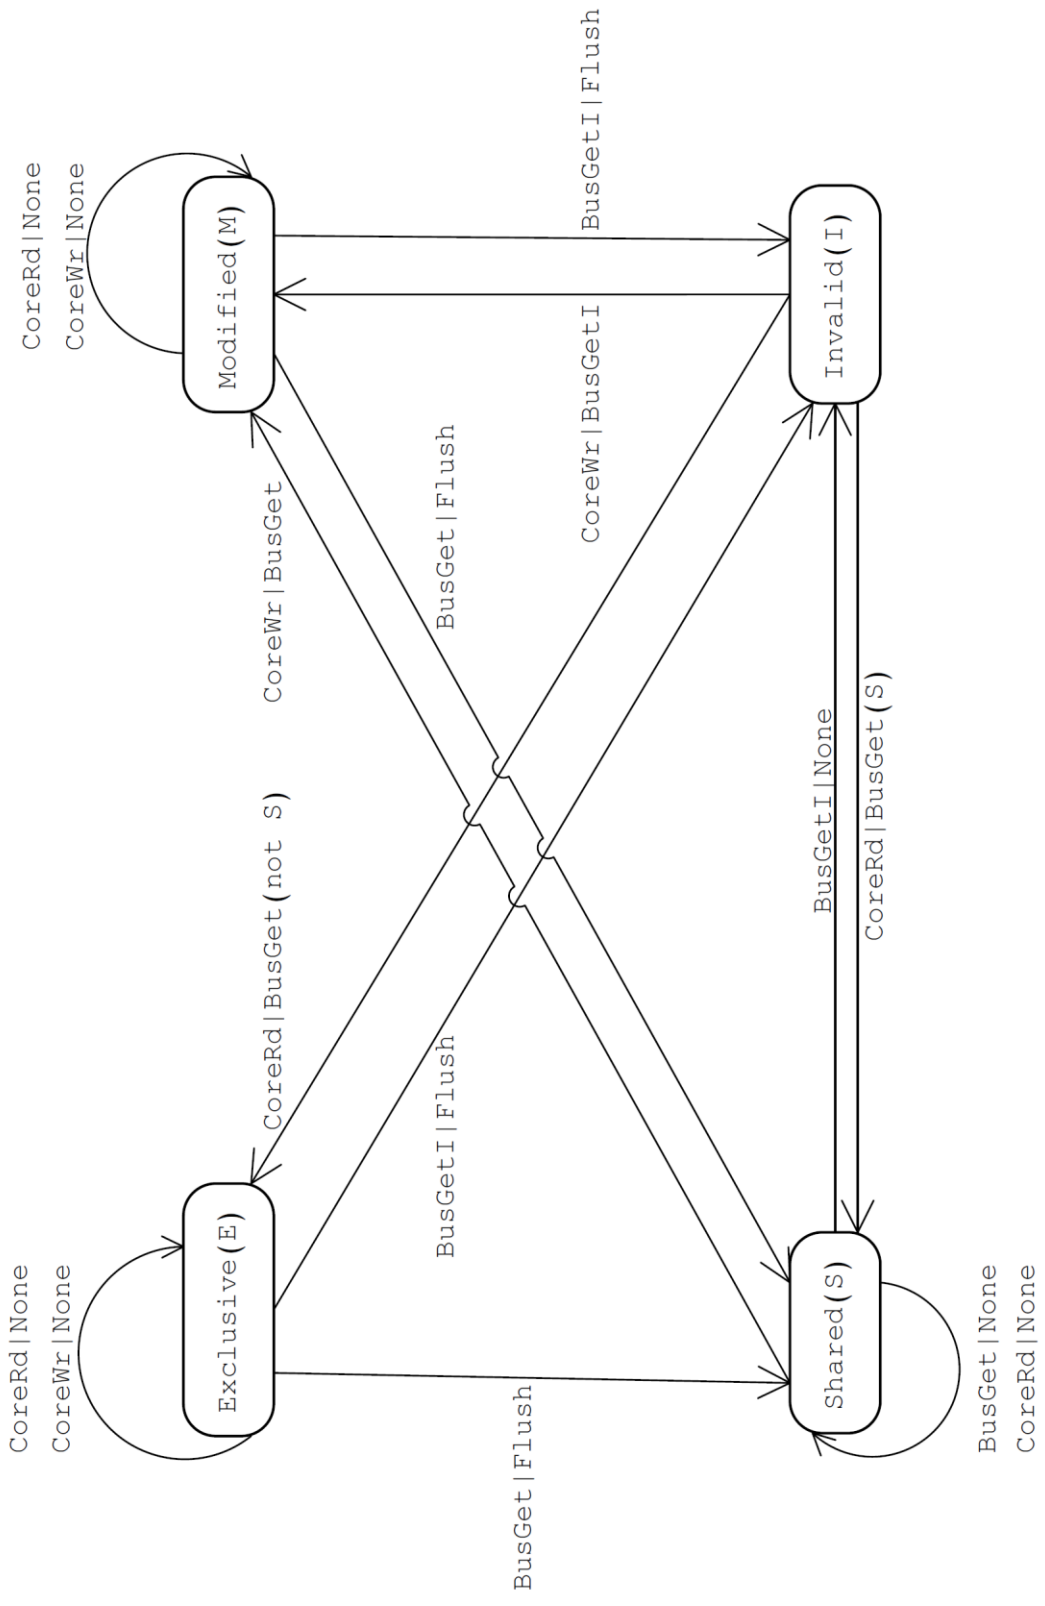 CoreRd|None
CoreWr|None
CoreRd|None
CoreWr|None
Exclusive(E)
Modified(M)
CoreRd|BusGet(not S)
CoreWr|BusGet
BusGetI|Flush
BusGet|Flush
BusGet|Flush
CoreWr|BusGetI
BusGetI|Flush
Shared(S)
BusGetI|None
Invalid(I)
CoreRd|BusGet(S)
BusGet|None
CoreRd|None